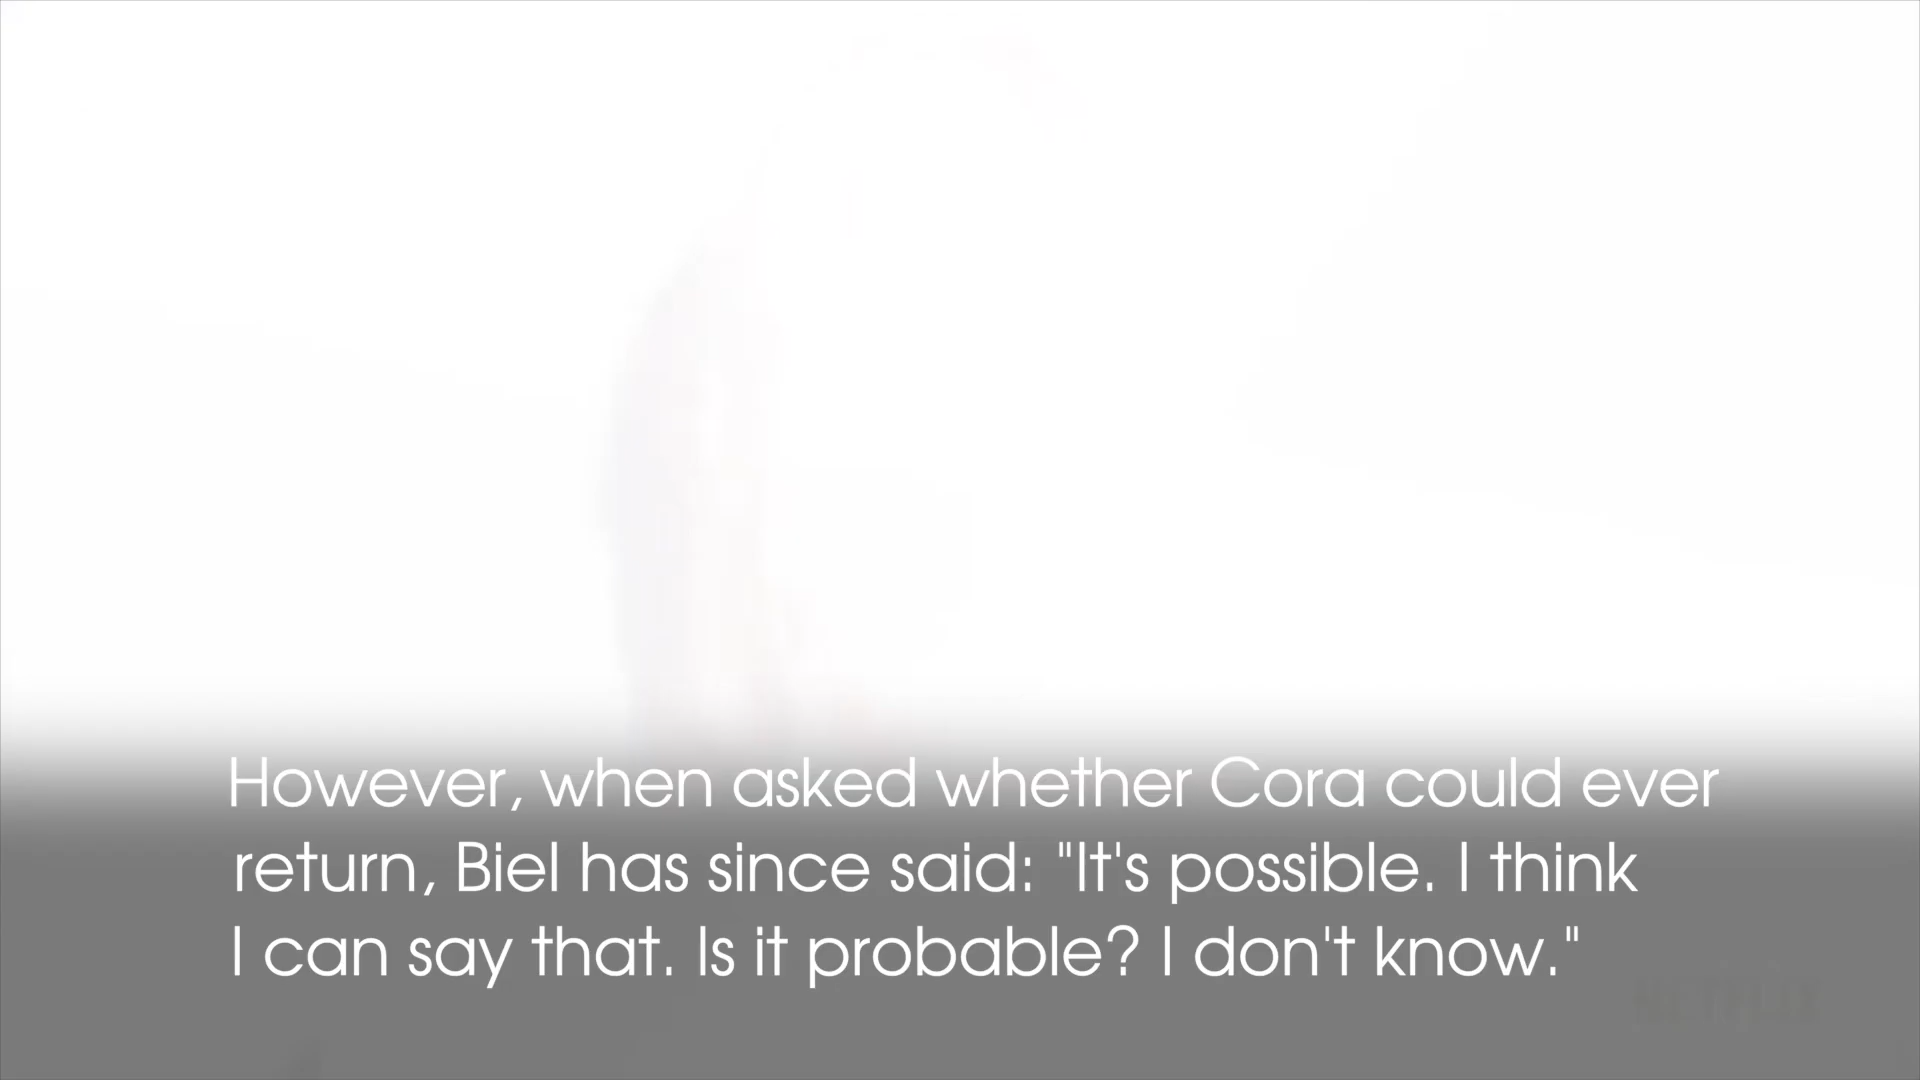 However, when asked whether Cora could ever
return, Biel has since said: "It's possible. I think
I can say that. Is it probable? I don't know."
NETFLIX